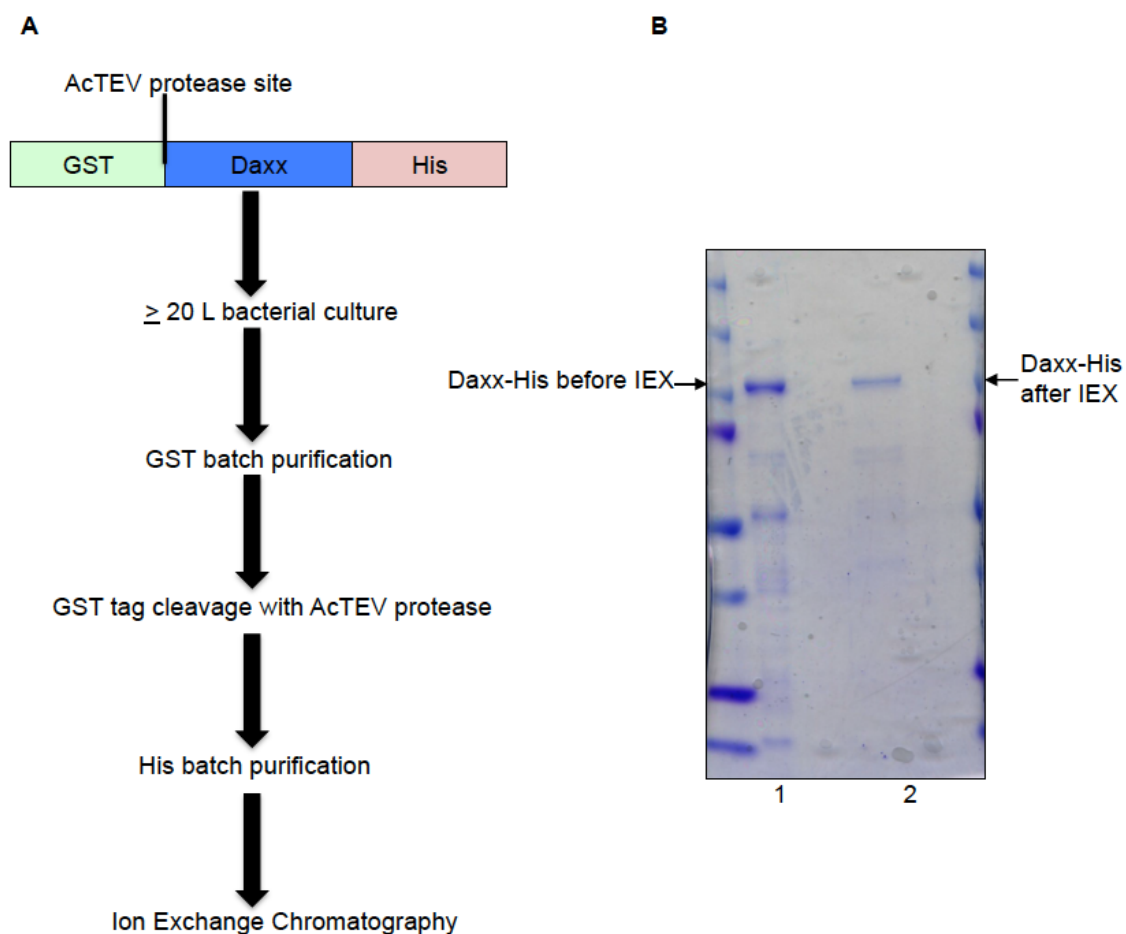 A
AcTEV protease site
GST
Daxx
His
≥ 20 L bacterial culture
GST batch purification
GST tag cleavage with AcTEV protease
His batch purification
Ion Exchange Chromatography
B
Daxx-His before IEX
Daxx-His
after IEX
1
2